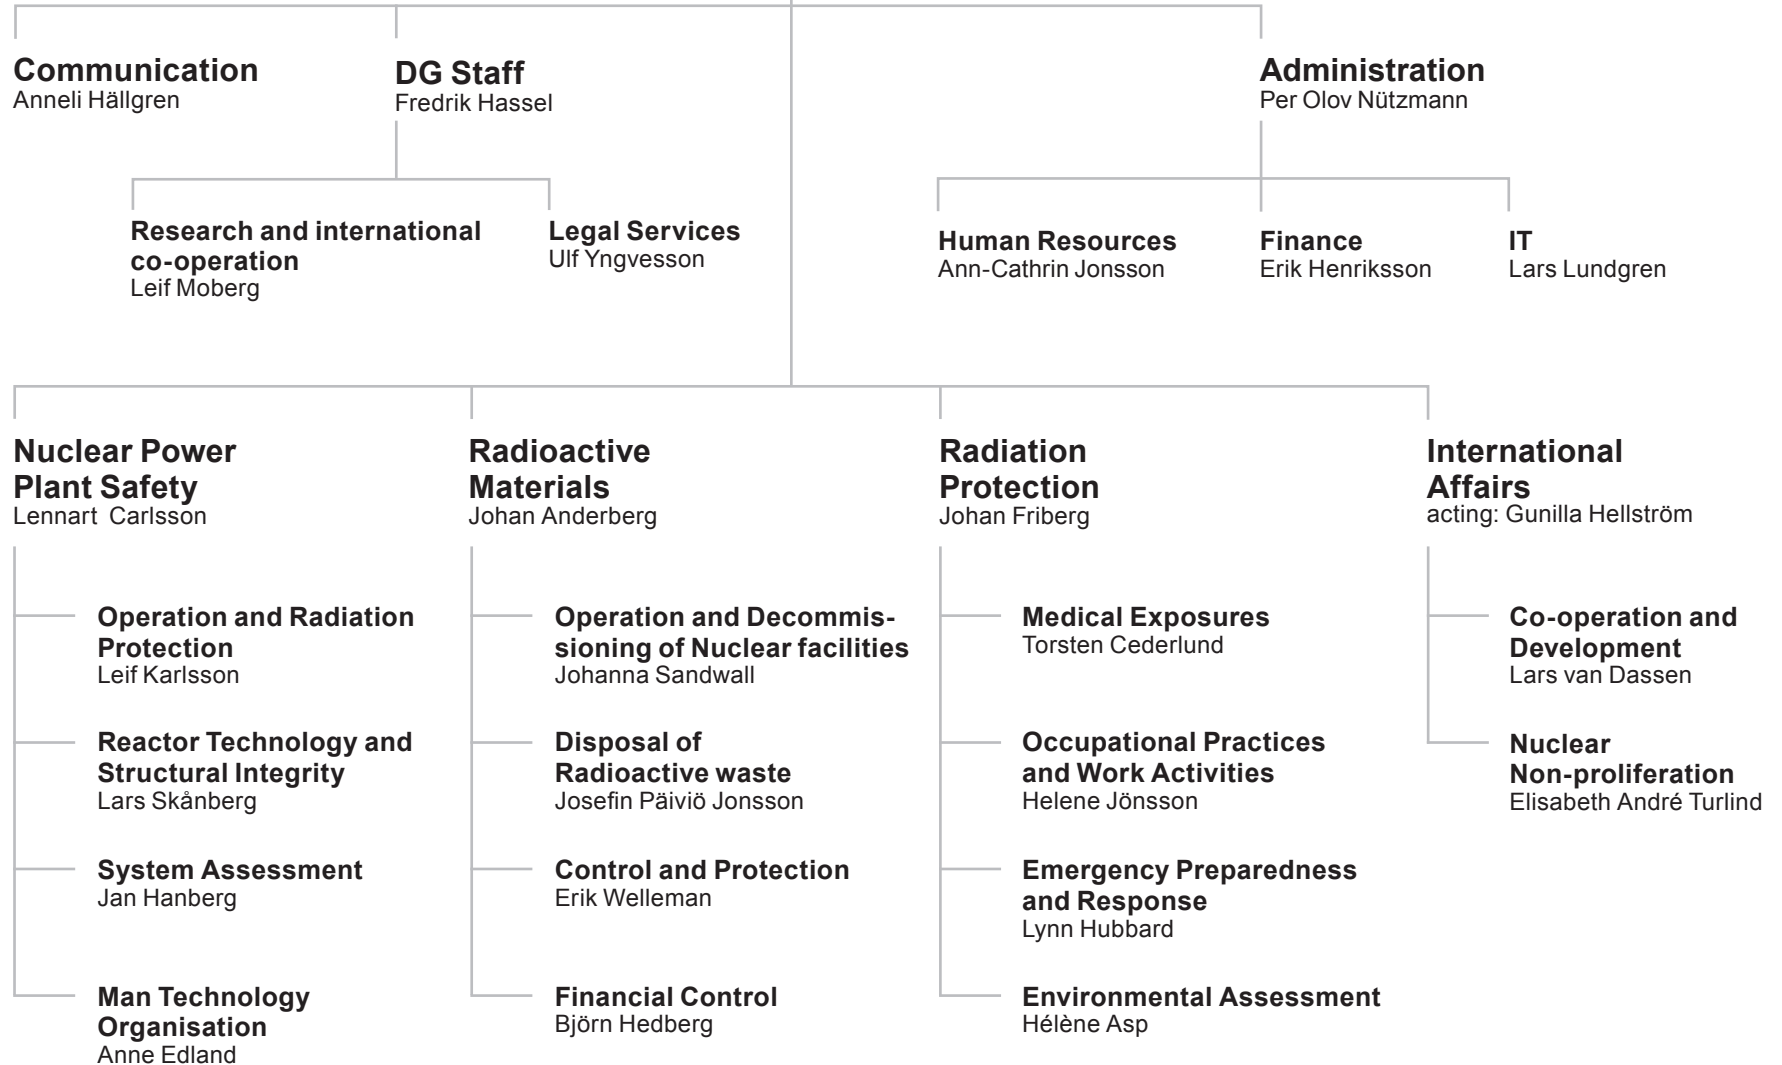 Communication
Anneli Hällgren
DG Staff
Fredrik Hassel
Administration
Per Olov Nützmann
Research and international
co-operation
Leif Moberg
Legal Services
Ulf Yngvesson
Human Resources
Ann-Cathrin Jonsson
Finance
Erik Henriksson
IT
Lars Lundgren
Nuclear Power
Plant Safety
Lennart Carlsson
Operation and Radiation
Protection
Leif Karlsson
Reactor Technology and
Structural Integrity
Lars Skånberg
System Assessment
Jan Hanberg
Man Technology
Organisation
Anne Edland
Radioactive
Materials
Johan Anderberg
Operation and Decommis-
sioning of Nuclear facilities
Johanna Sandwall
Disposal of
Radioactive waste
Josefin Päiviö Jonsson
Control and Protection
Erik Welleman
Financial Control
Björn Hedberg
Radiation
Protection
Johan Friberg
Medical Exposures
Torsten Cederlund
Occupational Practices
and Work Activities
Helene Jönsson
Emergency Preparedness
and Response
Lynn Hubbard
Environmental Assessment
Hélène Asp
International
Affairs
acting: Gunilla Hellström
Co-operation and
Development
Lars van Dassen
Nuclear
Non-proliferation
Elisabeth André Turlind